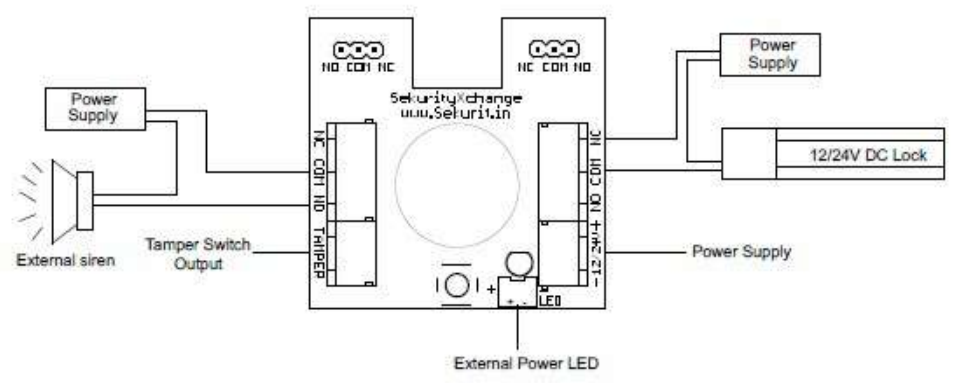 NO COM NC
NC COM NO
SekurityXchange
www.Sekurit.in
Power
Supply
Power
Supply
NC COM NO
NC COM NO
12/24V DC Lock
TAMPER
-12/24V+
External siren
Tamper Switch
Output
Power Supply
+
+ -
LED
External Power LED